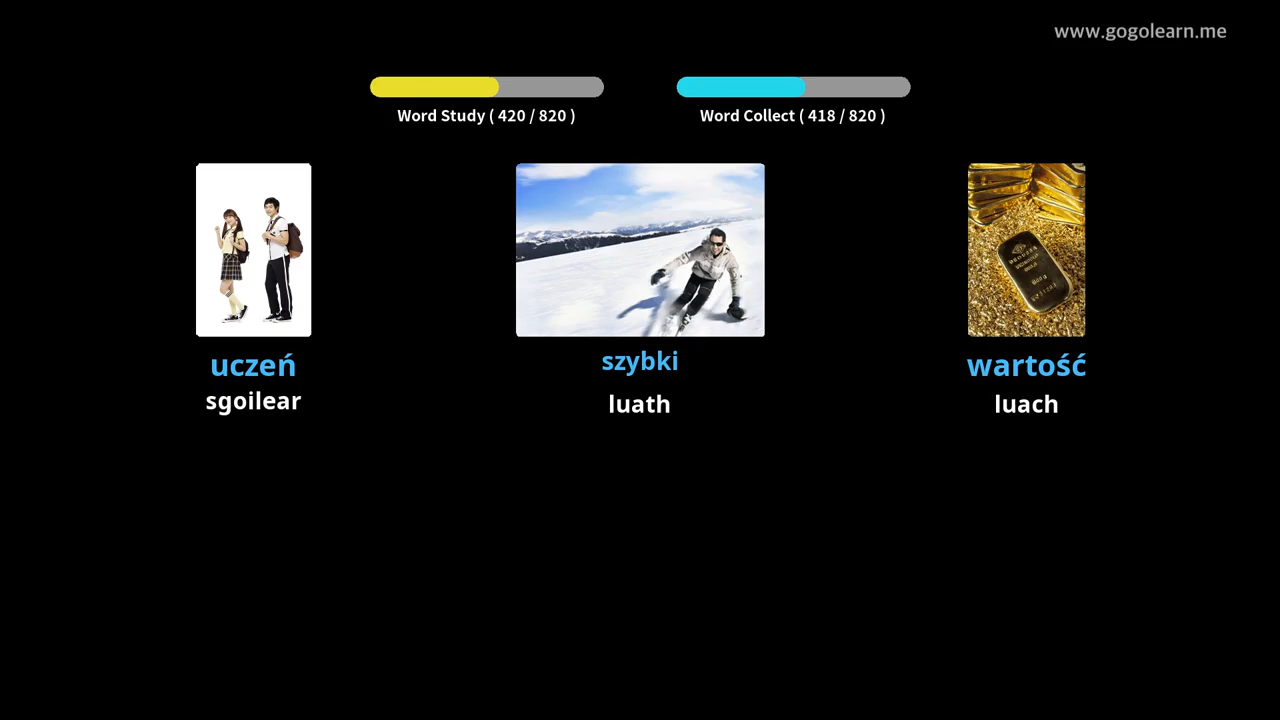 www.gogolearn.me
Word Study ( 420 / 820 )
Word Collect ( 418 / 820 )
uczeń
sgoilear
szybki
luath
wartość
luach